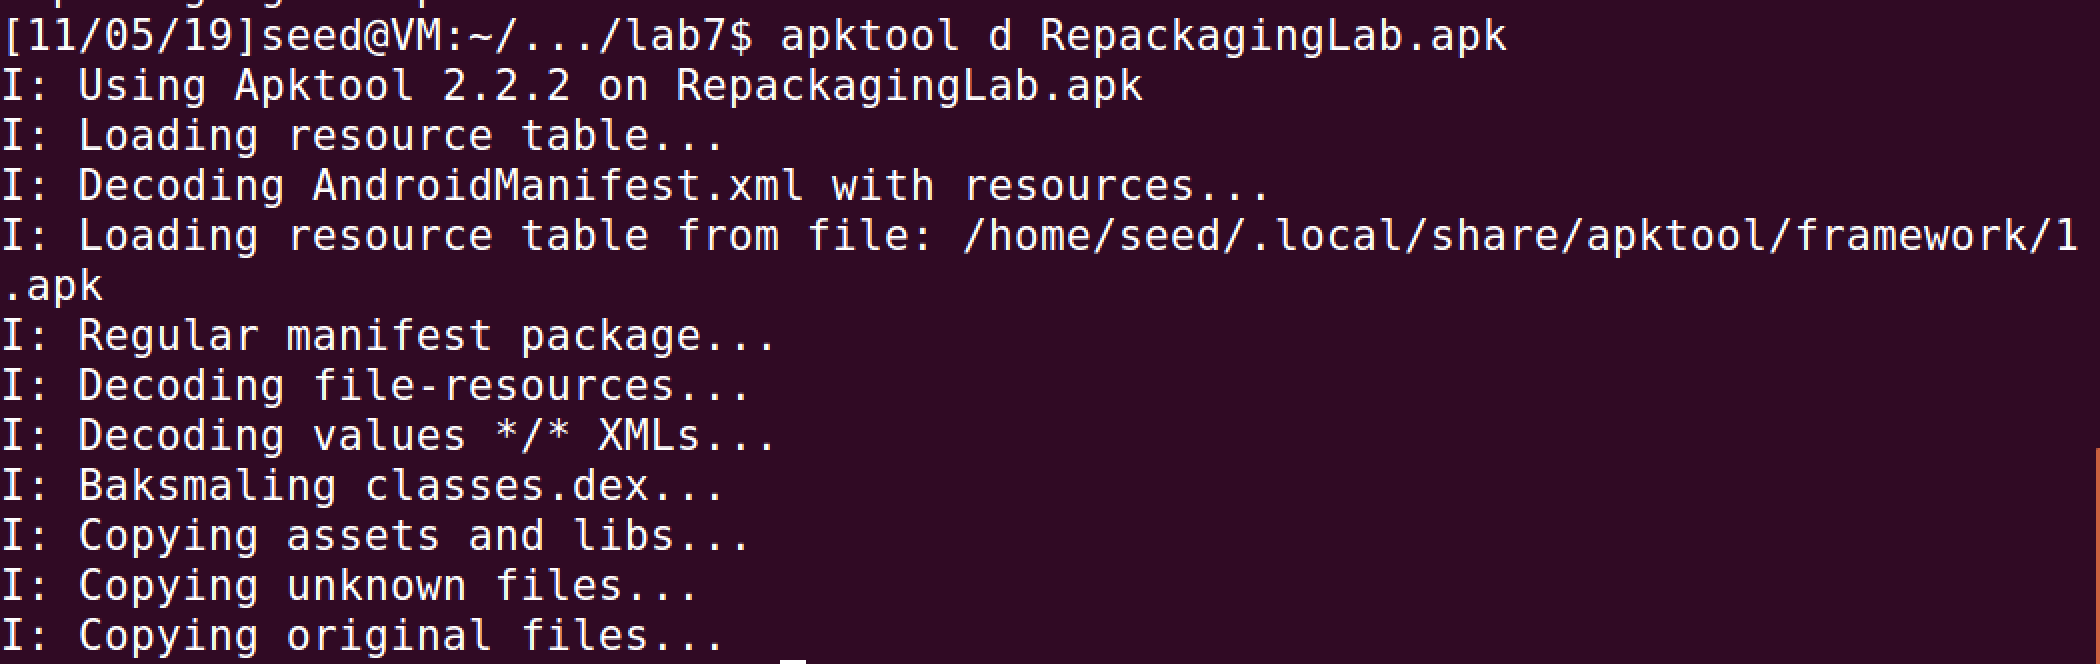 [11/05/19]seed@VM:~/.../lab7$ apktool d RepackagingLab.apk
I: Using Apktool 2.2.2 on RepackagingLab.apk
I: Loading resource table...
I: Decoding AndroidManifest.xml with resources...
I: Loading resource table from file: /home/seed/.local/share/apktool/framework/1
.apk
I: Regular manifest package...
I: Decoding file-resources...
I: Decoding values */* XMLs...
I: Baksmaling classes.dex...
I: Copying assets and libs...
I: Copying unknown files...
I: Copying original files...